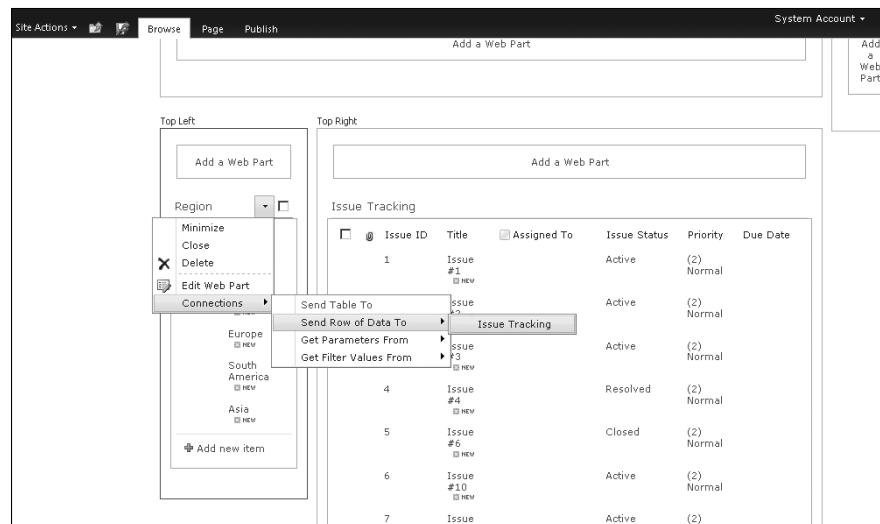 Site Actions
Browse
Page
Publish
System Account
Add a Web Part
Add
a
Web
Part
Top Left
Top Right
Add a Web Part
Add a Web Part
Region
Issue Tracking
Minimize
Close
Delete
Edit Web Part
Connections
Send Table To
Send Row of Data To
Get Parameters From
Get Filter Values From
Issue Tracking
Europe
NEW
South
America
NEW
Asia
NEW
Add new item
Issue ID Title Assigned To Issue Status Priority Due Date
1 Issue Active (2)
#1 Normal
NEW
Active (2)
Normal
Active (2)
#3 Normal
NEW
4 Issue Resolved (2)
#4 Normal
NEW
5 Issue Closed (2)
#6 Normal
NEW
6 Issue Active (2)
#10 Normal
NEW
7 Issue Active (2)